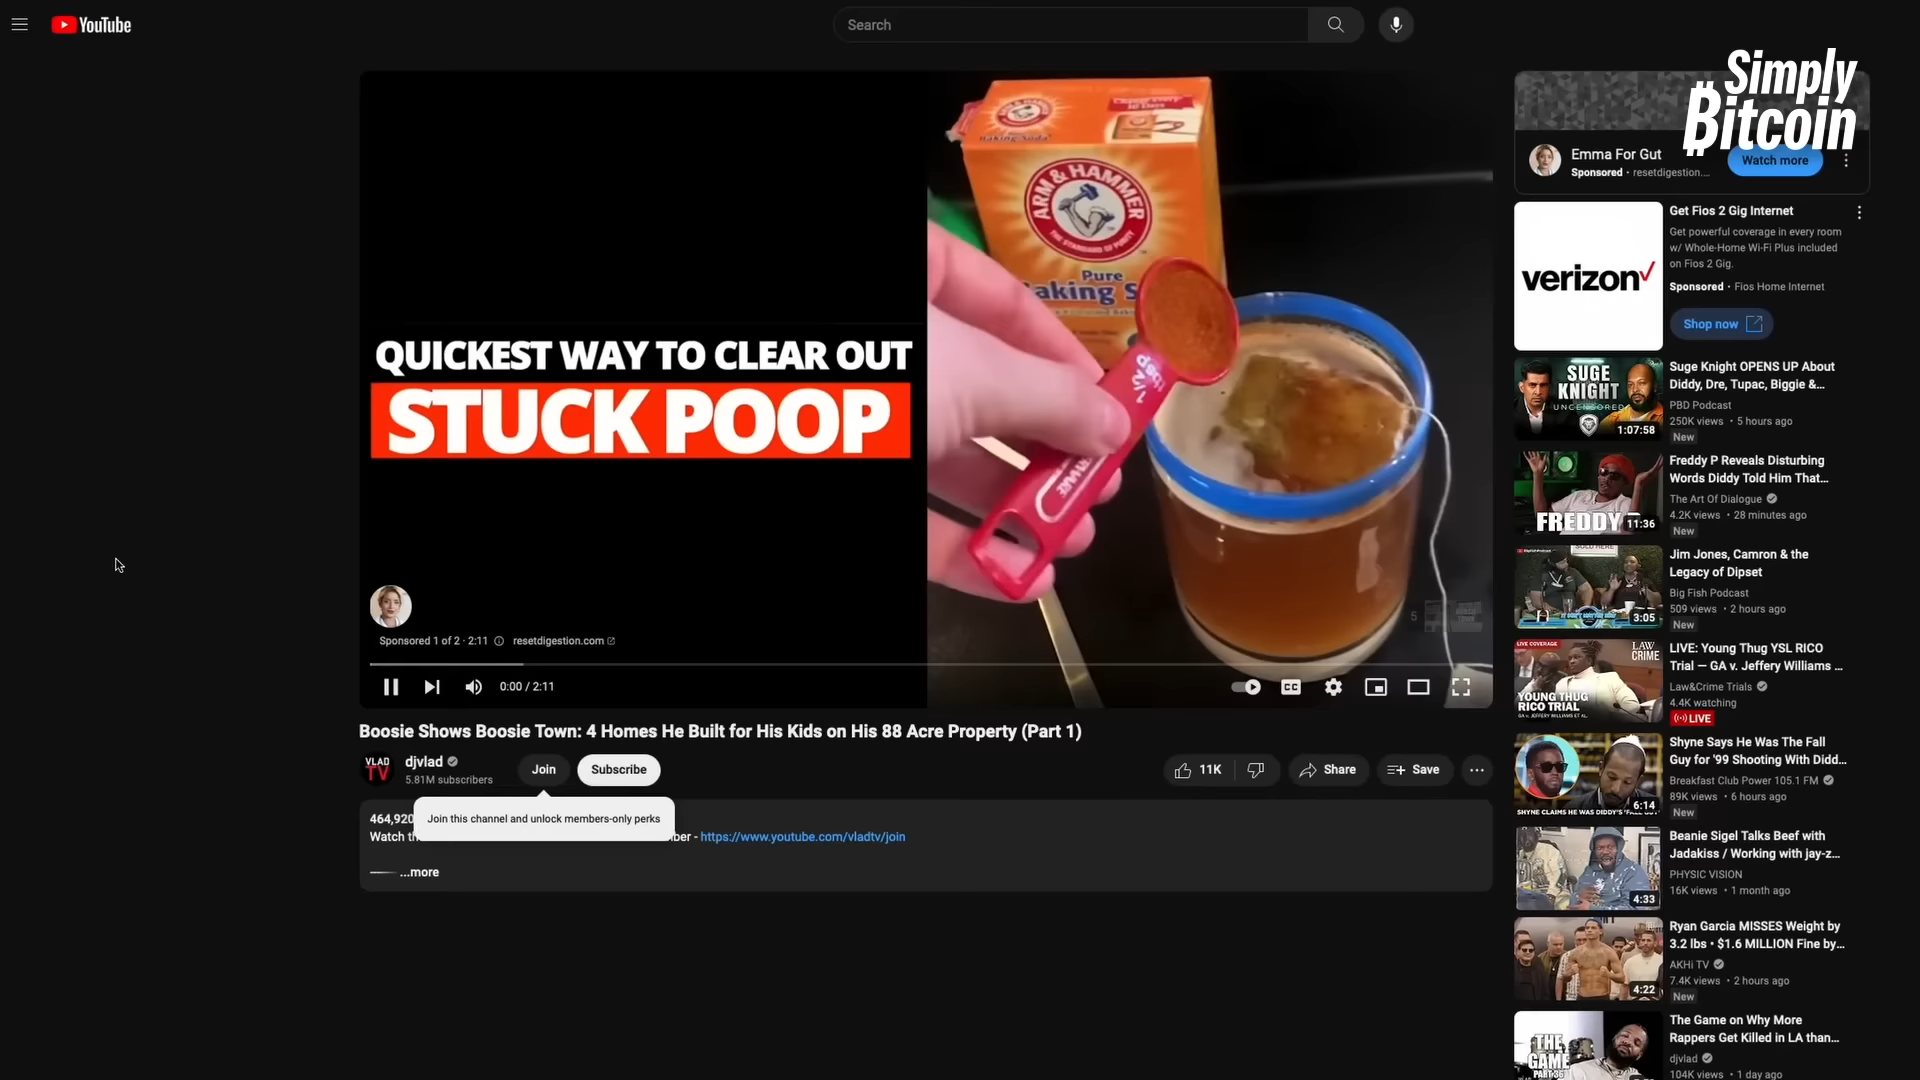 YouTube
Search
Simply
Bitcoin
ARM & HAMMER
THE STANDARD OF PURITY
Pure
Baking S
1/2 tbsp
QUICKEST WAY TO CLEAR OUT
STUCK POOP
Sponsored 1 of 2 · 2:11
resetdigestion.com
0:00 / 2:11
CC
Boosie Shows Boosie Town: 4 Homes He Built for His Kids on His 88 Acre Property (Part 1)
VLAD
TV
djvlad
5.81M subscribers
Join
Subscribe
11K
Share
Save
Join this channel and unlock members-only perks
464,920
Watch th
ber - https://www.youtube.com/vladtv/join
...more
Emma For Gut
Sponsored · resetdigestion....
Watch more
verizon
Get Fios 2 Gig Internet
Get powerful coverage in every room
w/ Whole-Home Wi-Fi Plus included
on Fios 2 Gig.
Sponsored · Fios Home Internet
Shop now
SUGE
KNIGHT
UNCENSORED
1:07:58
Suge Knight OPENS UP About
Diddy, Dre, Tupac, Biggie &...
PBD Podcast
250K views · 5 hours ago
New
FREDDY
11:36
Freddy P Reveals Disturbing
Words Diddy Told Him That...
The Art Of Dialogue
4.2K views · 28 minutes ago
New
3:05
Jim Jones, Camron & the
Legacy of Dipset
Big Fish Podcast
509 views · 2 hours ago
New
LIVE COVERAGE
LAW
CRIME
YOUNG THUG
RICO TRIAL
GA v. JEFFERY WILLIAMS
LIVE: Young Thug YSL RICO
Trial — GA v. Jeffery Williams ...
Law&Crime Trials
4.4K watching
LIVE
6:14
SHYNE CLAIMS HE WAS DIDDY'S "FALL GUY"
Shyne Says He Was The Fall
Guy for '99 Shooting With Didd...
Breakfast Club Power 105.1 FM
89K views · 6 hours ago
New
4:33
Beanie Sigel Talks Beef with
Jadakiss / Working with jay-z...
PHYSIC VISION
16K views · 1 month ago
4:22
Ryan Garcia MISSES Weight by
3.2 lbs • $1.6 MILLION Fine by...
AKHi TV
7.4K views · 2 hours ago
New
THE
GAME
PART 36
The Game on Why More
Rappers Get Killed in LA than...
djvlad
104K views · 1 day ago